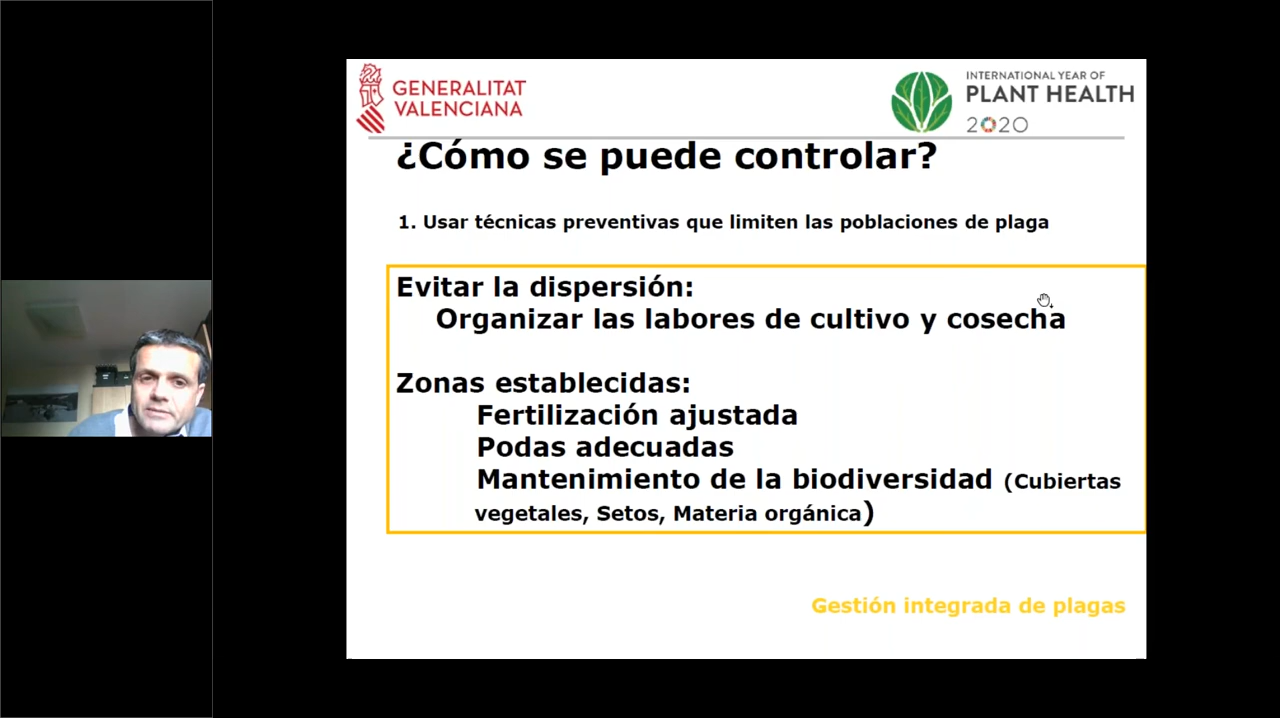 GENERALITAT
VALENCIANA
INTERNATIONAL YEAR OF
PLANT HEALTH
2020
¿Cómo se puede controlar?
1. Usar técnicas preventivas que limiten las poblaciones de plaga
Evitar la dispersión:
Organizar las labores de cultivo y cosecha
Zonas establecidas:
Fertilización ajustada
Podas adecuadas
Mantenimiento de la biodiversidad (Cubiertas
vegetales, Setos, Materia orgánica)
Gestión integrada de plagas